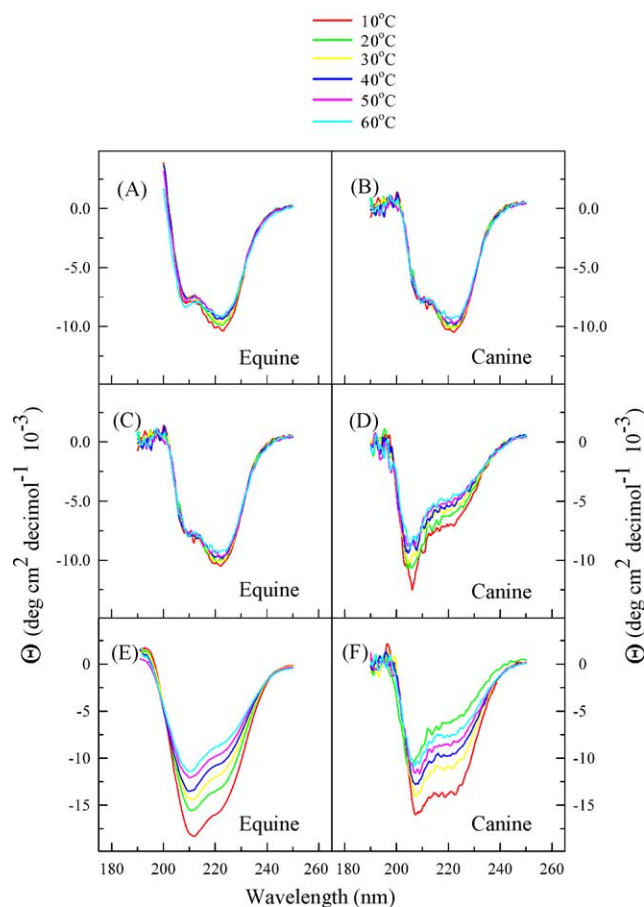 10°C
20°C
30°C
40°C
50°C
60°C
(A)
(B)
0.0
-5.0
-10.0
Equine
Canine
0.0
-5.0
-10.0
(C)
(D)
0.0
-5.0
-10.0
Equine
Canine
0.0
-5.0
-10.0
(E)
(F)
0
-5
-10
-15
Equine
Canine
0
-5
-10
-15
Θ (deg cm² decimol⁻¹ 10⁻³)
Θ (deg cm² decimol⁻¹ 10⁻³)
180 200 220 240 260 180 200 220 240 260
Wavelength (nm)